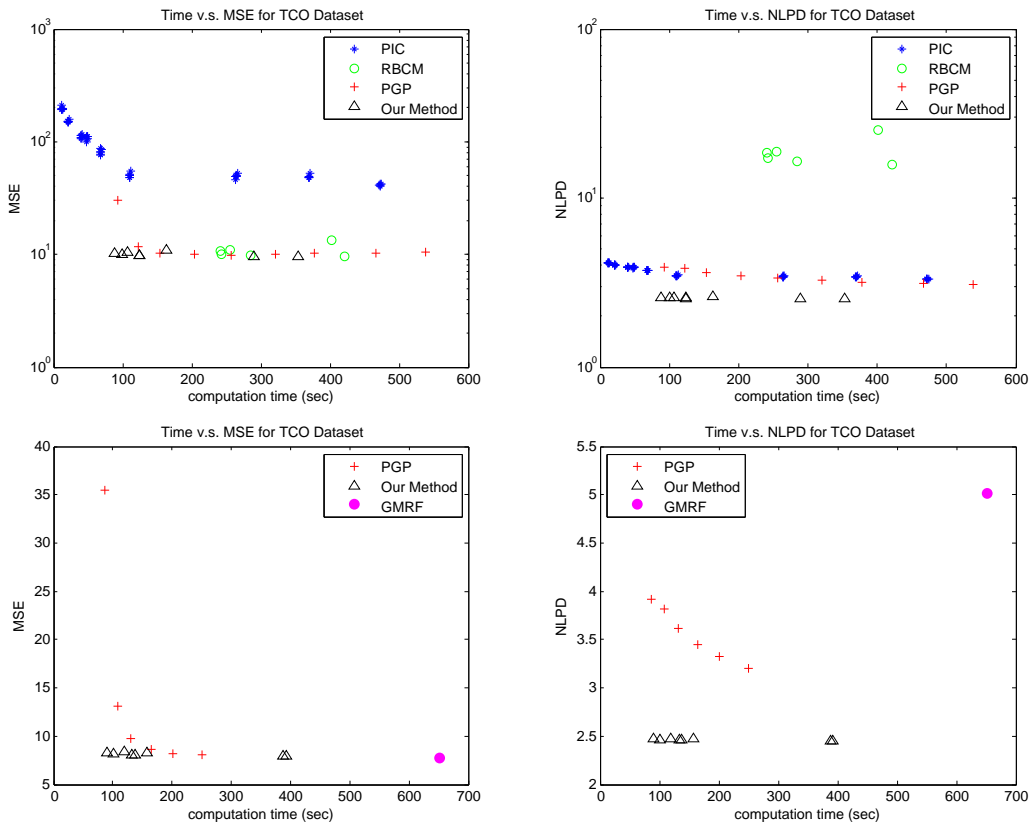 Time v.s. MSE for TCO Dataset
10^3
10^2
10^1
10^0
MSE
0 100 200 300 400 500 600
computation time (sec)
PIC
RBCM
PGP
Our Method
Time v.s. NLPD for TCO Dataset
10^2
10^1
10^0
NLPD
0 100 200 300 400 500 600
computation time (sec)
PIC
RBCM
PGP
Our Method
Time v.s. MSE for TCO Dataset
40
35
30
25
20
15
10
5
MSE
0 100 200 300 400 500 600 700
computation time (sec)
PGP
Our Method
GMRF
Time v.s. NLPD for TCO Dataset
5.5
5
4.5
4
3.5
3
2.5
2
NLPD
0 100 200 300 400 500 600 700
computation time (sec)
PGP
Our Method
GMRF